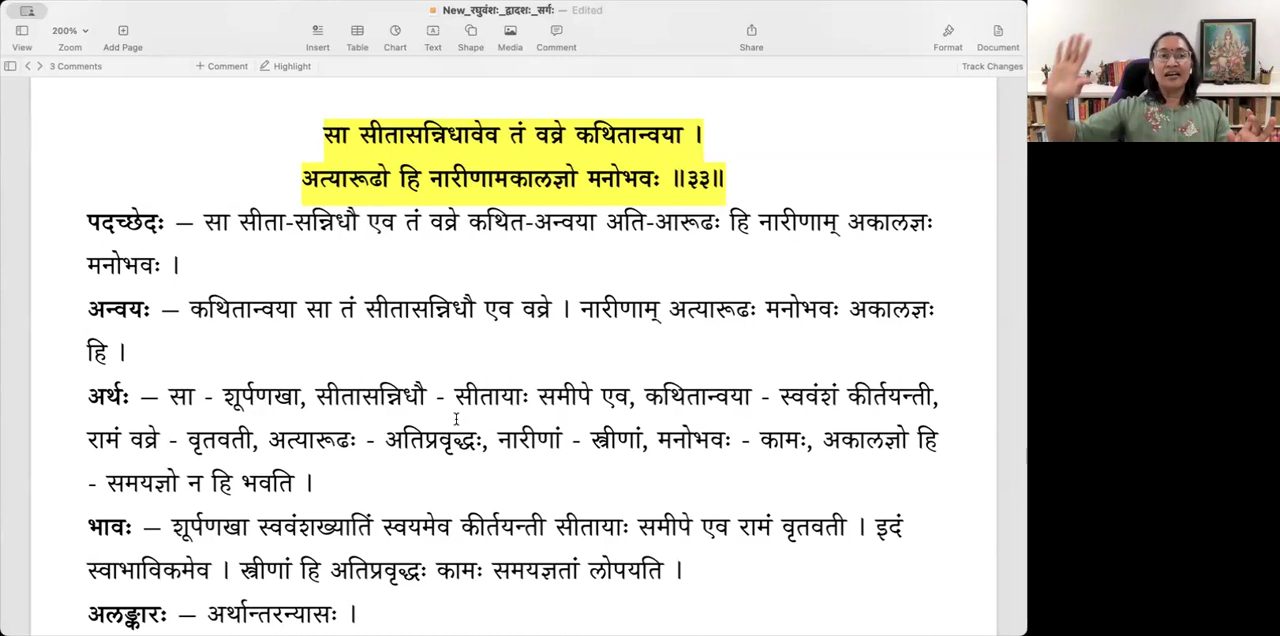 New_रघुवंशः_द्वादशः_सर्गः — Edited
200%
View Zoom Add Page Insert Table Chart Text Shape Media Comment Share Format Document
3 Comments + Comment Highlight Track Changes
सा सीतासन्निधावेव तं वव्रे कथितान्वया ।
अत्यारूढो हि नारीणामकालज्ञो मनोभवः ॥३३॥
पदच्छेदः — सा सीता-सन्निधौ एव तं वव्रे कथित-अन्वया अति-आरूढः हि नारीणाम् अकालज्ञः
मनोभवः ।
अन्वयः — कथितान्वया सा तं सीतासन्निधौ एव वव्रे । नारीणाम् अत्यारूढः मनोभवः अकालज्ञः
हि ।
अर्थः — सा - शूर्पणखा, सीतासन्निधौ - सीतायाः समीपे एव, कथितान्वया - स्ववंशं कीर्तयन्ती,
रामं वव्रे - वृतवती, अत्यारूढः - अतिप्रवृद्धः, नारीणां - स्त्रीणां, मनोभवः - कामः, अकालज्ञो हि
- समयज्ञो न हि भवति ।
भावः — शूर्पणखा स्ववंशख्यातिं स्वयमेव कीर्तयन्ती सीतायाः समीपे एव रामं वृतवती । इदं
स्वाभाविकमेव । स्त्रीणां हि अतिप्रवृद्धः कामः समयज्ञतां लोपयति ।
अलङ्कारः — अर्थान्तरन्यासः ।